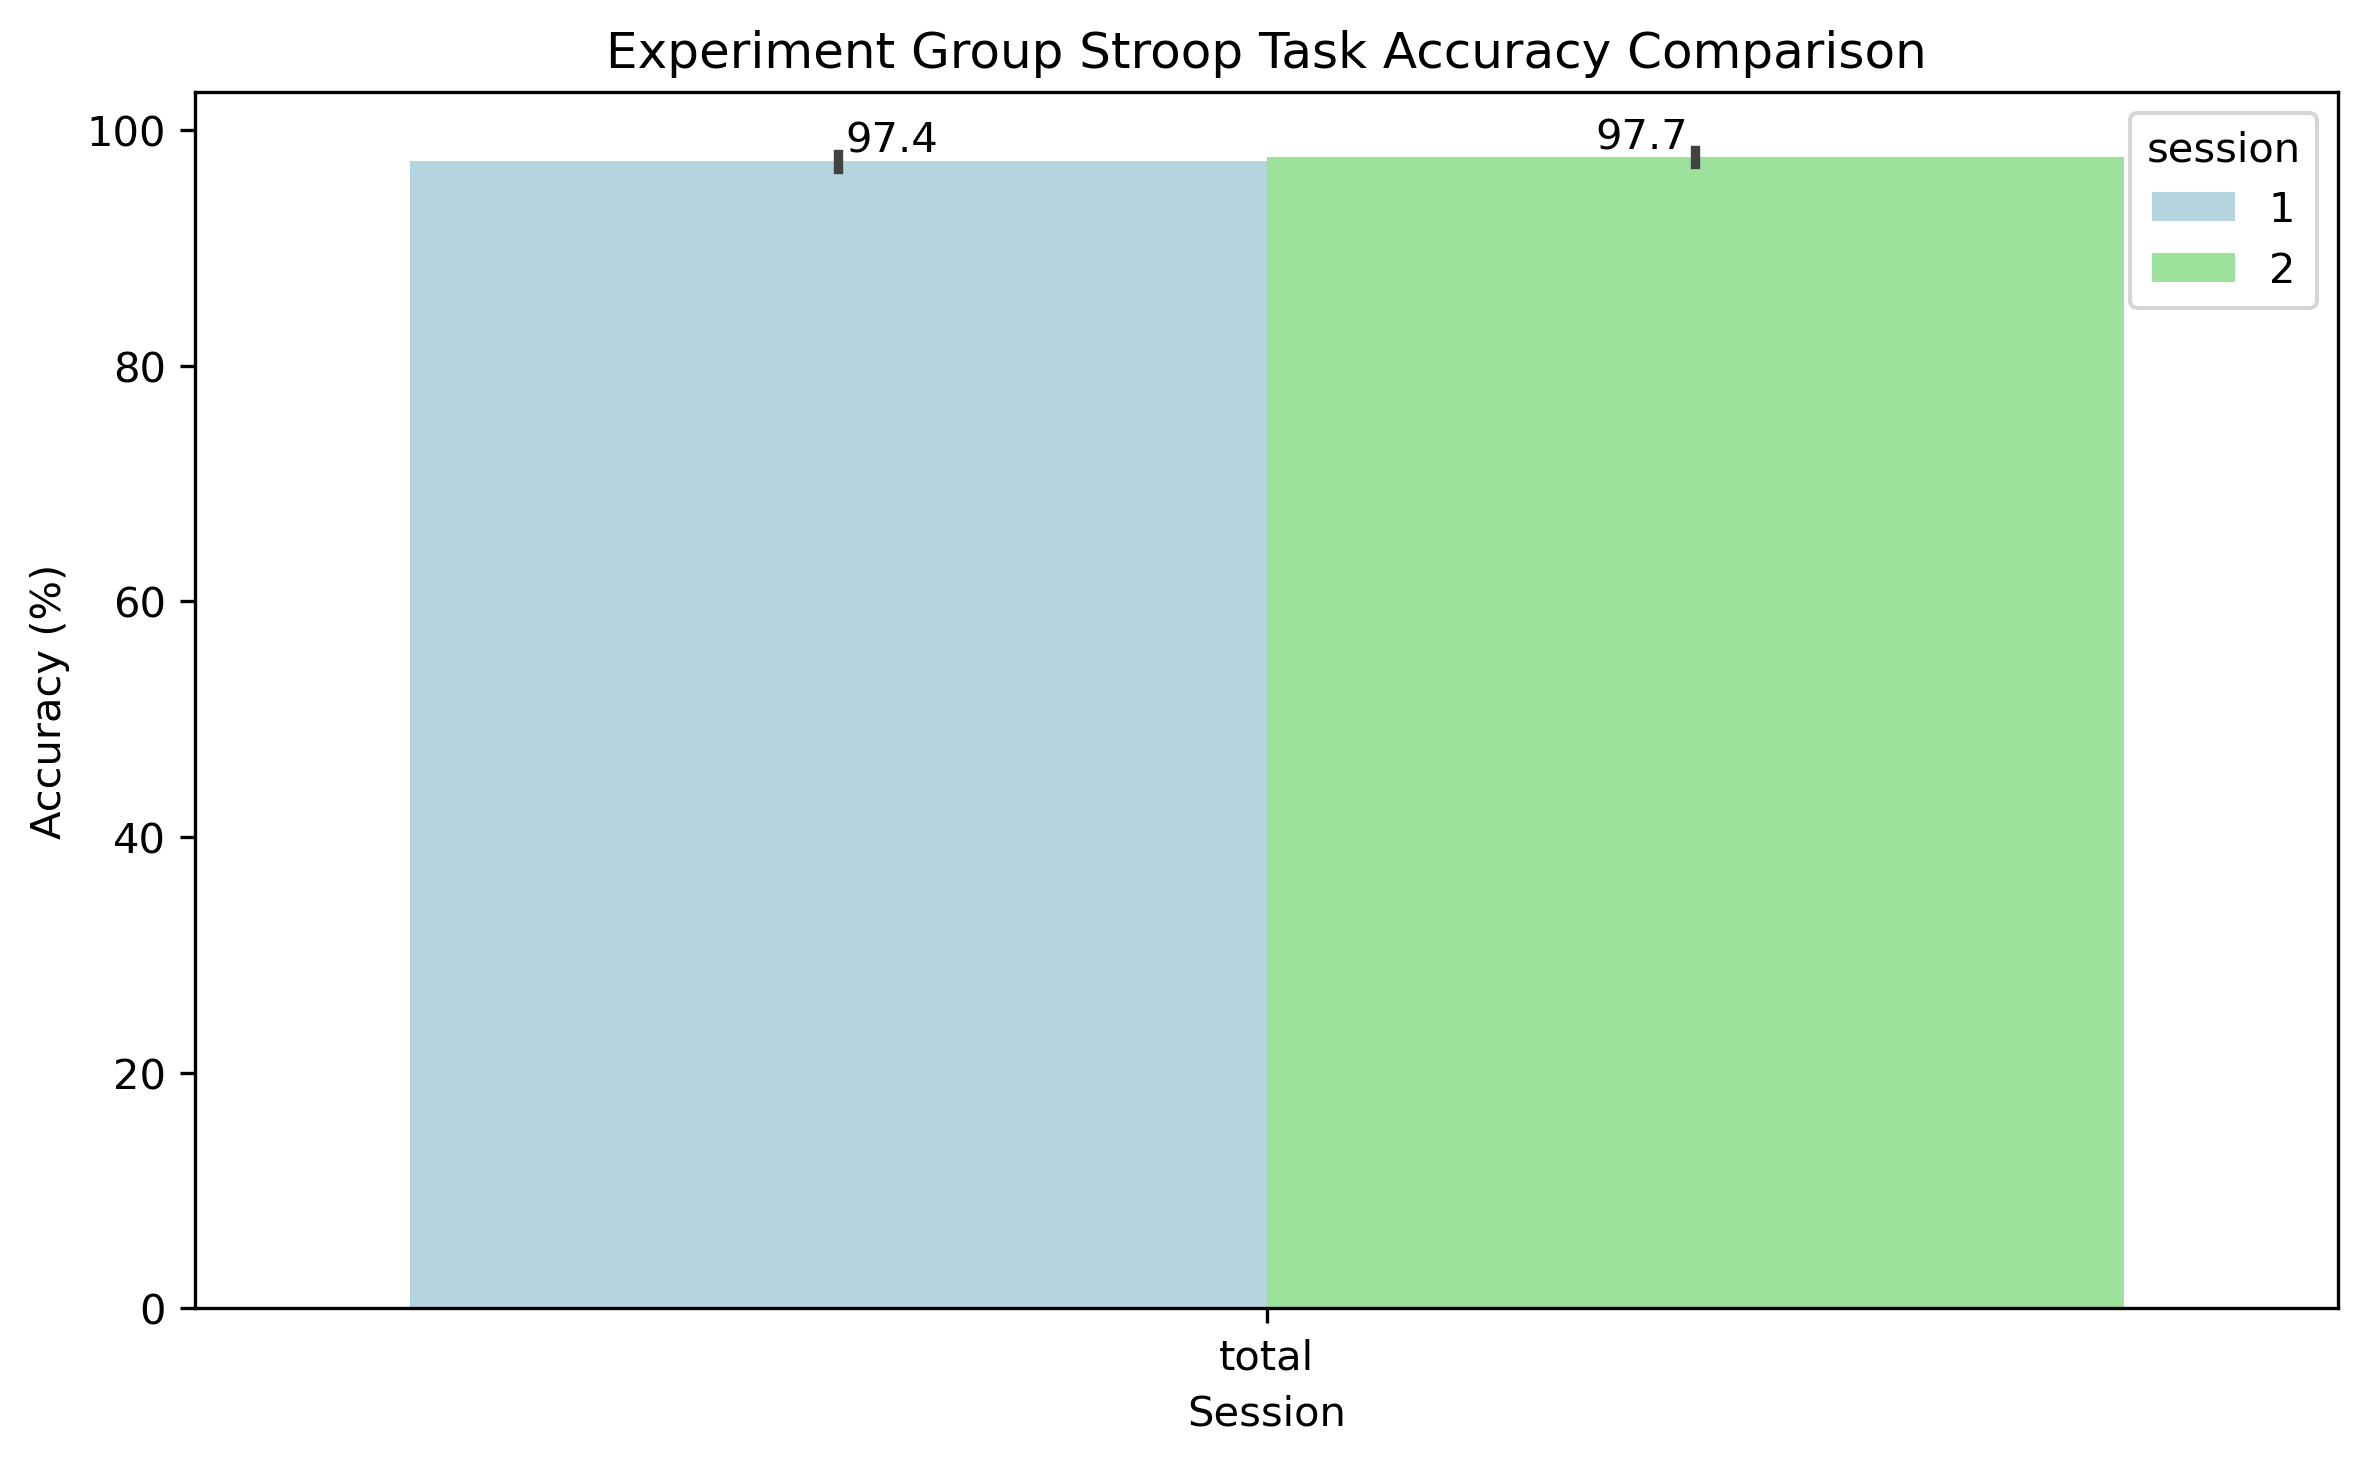 Experiment Group Stroop Task Accuracy Comparison
100
97.4
97.7
session
1
2
80
60
Accuracy (%)
40
20
0
total
Session